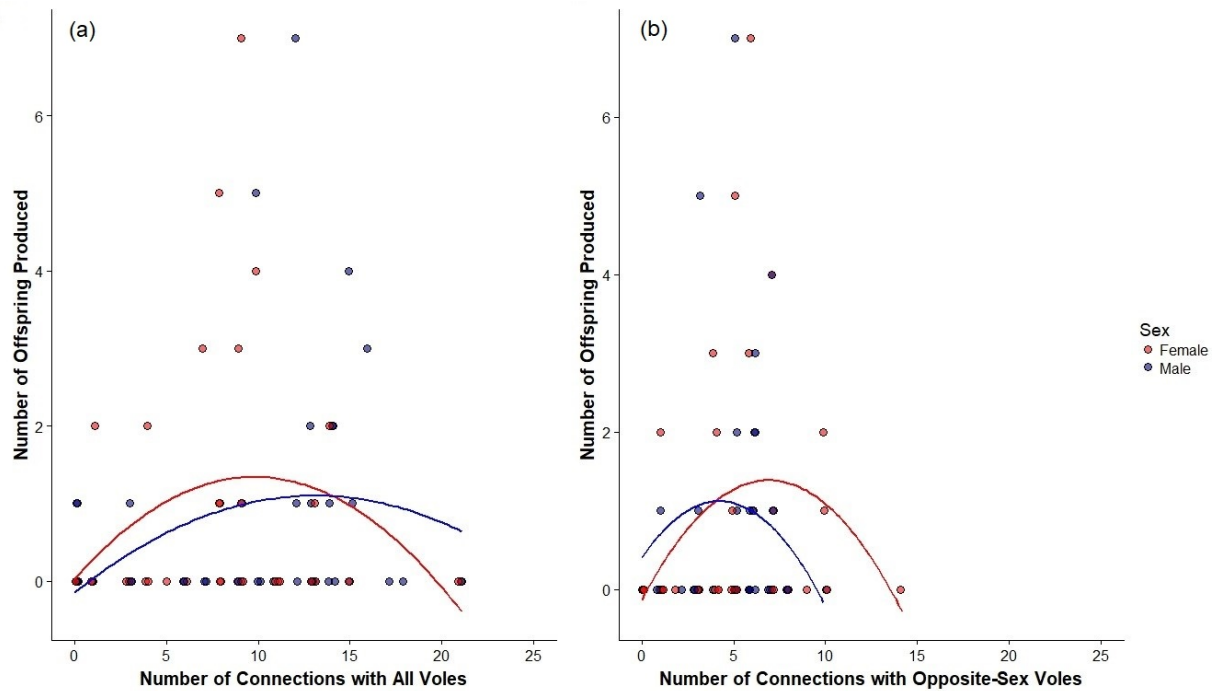 (a)
Number of Offspring Produced
6
4
2
0
0 5 10 15 20 25
Number of Connections with All Voles
(b)
Number of Offspring Produced
6
4
2
0
0 5 10 15 20 25
Number of Connections with Opposite-Sex Voles
Sex
Female
Male